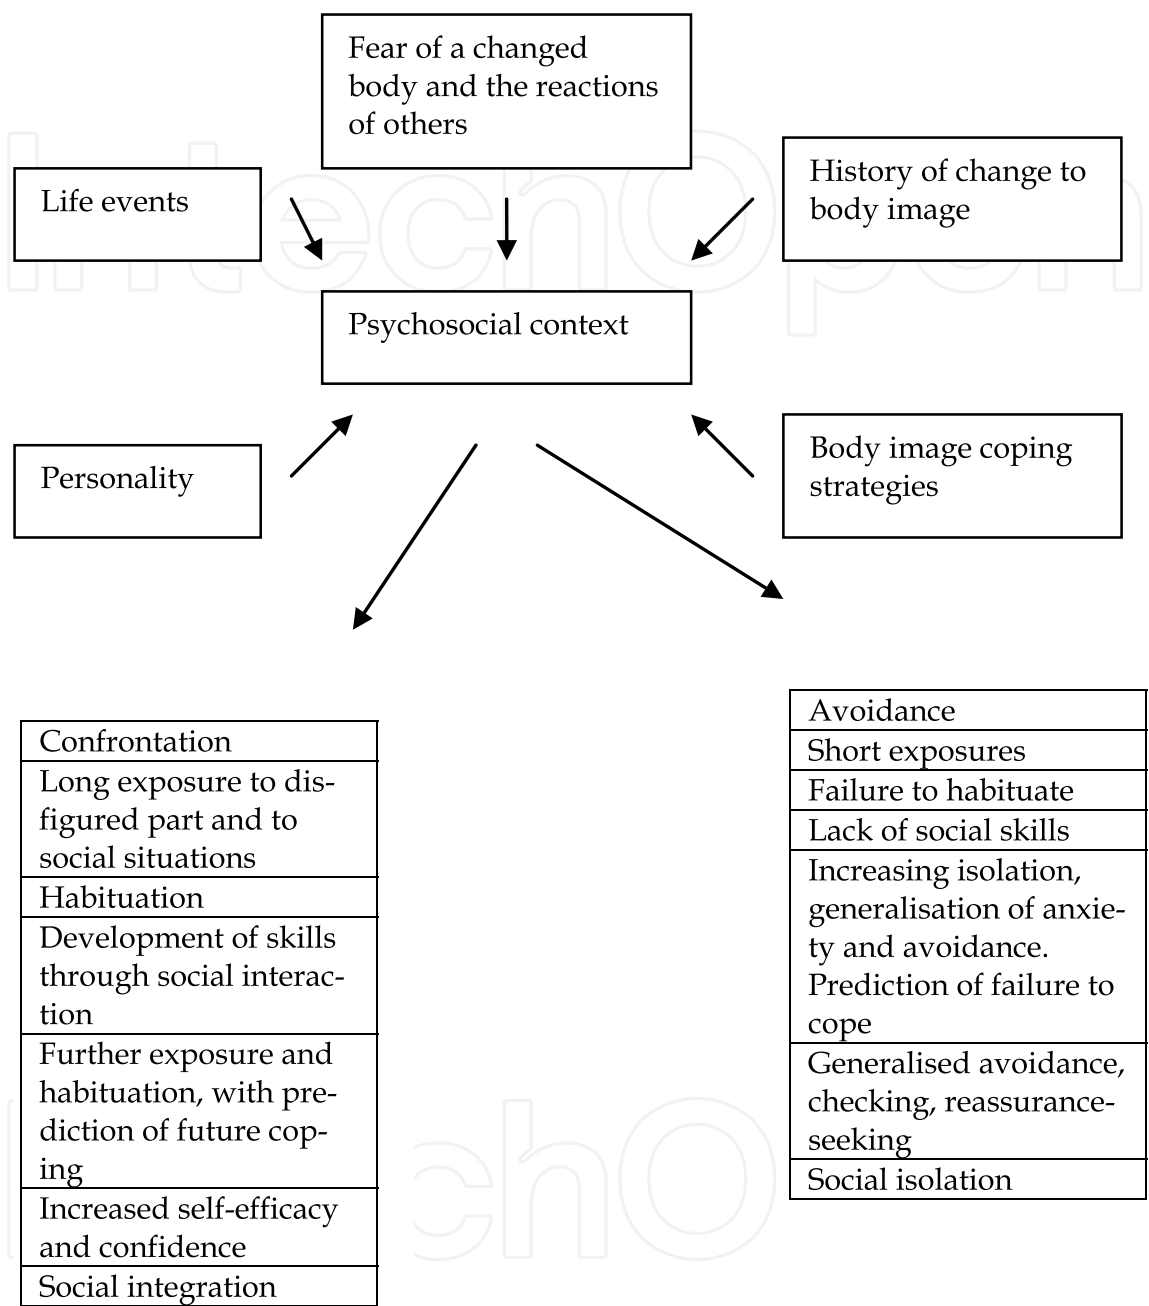 Fear of a changed
body and the reactions
of others
Life events
History of change to
body image
Psychosocial context
Personality
Body image coping
strategies
Confrontation
Long exposure to dis-
figured part and to
social situations
Habituation
Development of skills
through social interac-
tion
Further exposure and
habituation, with pre-
diction of future cop-
ing
Increased self-efficacy
and confidence
Social integration
Avoidance
Short exposures
Failure to habituate
Lack of social skills
Increasing isolation,
generalisation of anxie-
ty and avoidance.
Prediction of failure to
cope
Generalised avoidance,
checking, reassurance-
seeking
Social isolation
IntechOpen